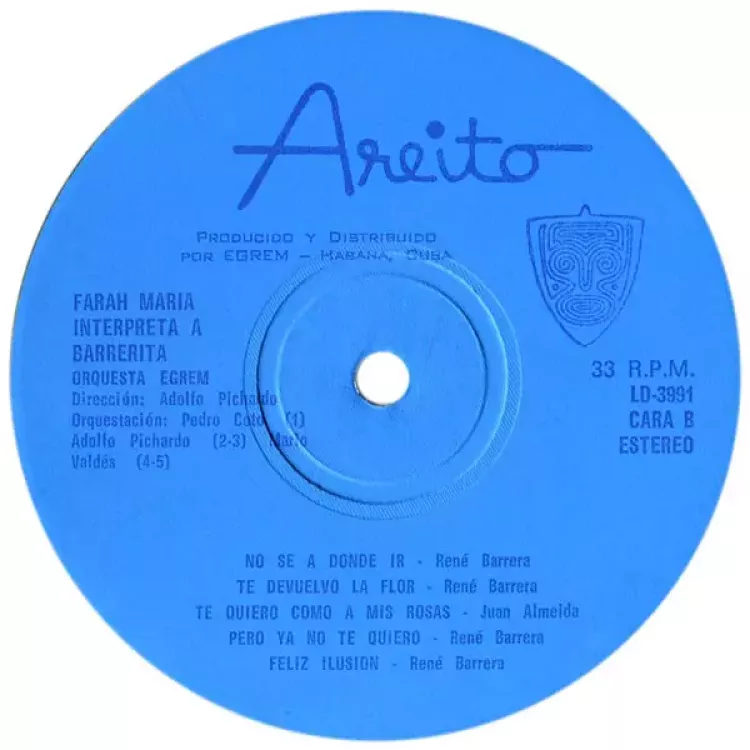 Areito
PRODUCIDO Y DISTRIBUIDO
POR EGREM – HABANA, CUBA
FARAH MARIA
INTERPRETA A
BARRERITA
ORQUESTA EGREM
Dirección: Adolfo Pichardo
Orquestación: Pedro Coto (1)
Adolfo Pichardo (2-3) Mario
Valdés (4-5)
33 R.P.M.
LD-3991
CARA B
ESTEREO
NO SE A DONDE IR - René Barrera
TE DEVUELVO LA FLOR - René Barrera
TE QUIERO COMO A MIS ROSAS - Juan Almeida
PERO YA NO TE QUIERO - René Barrera
FELIZ ILUSION - René Barrera